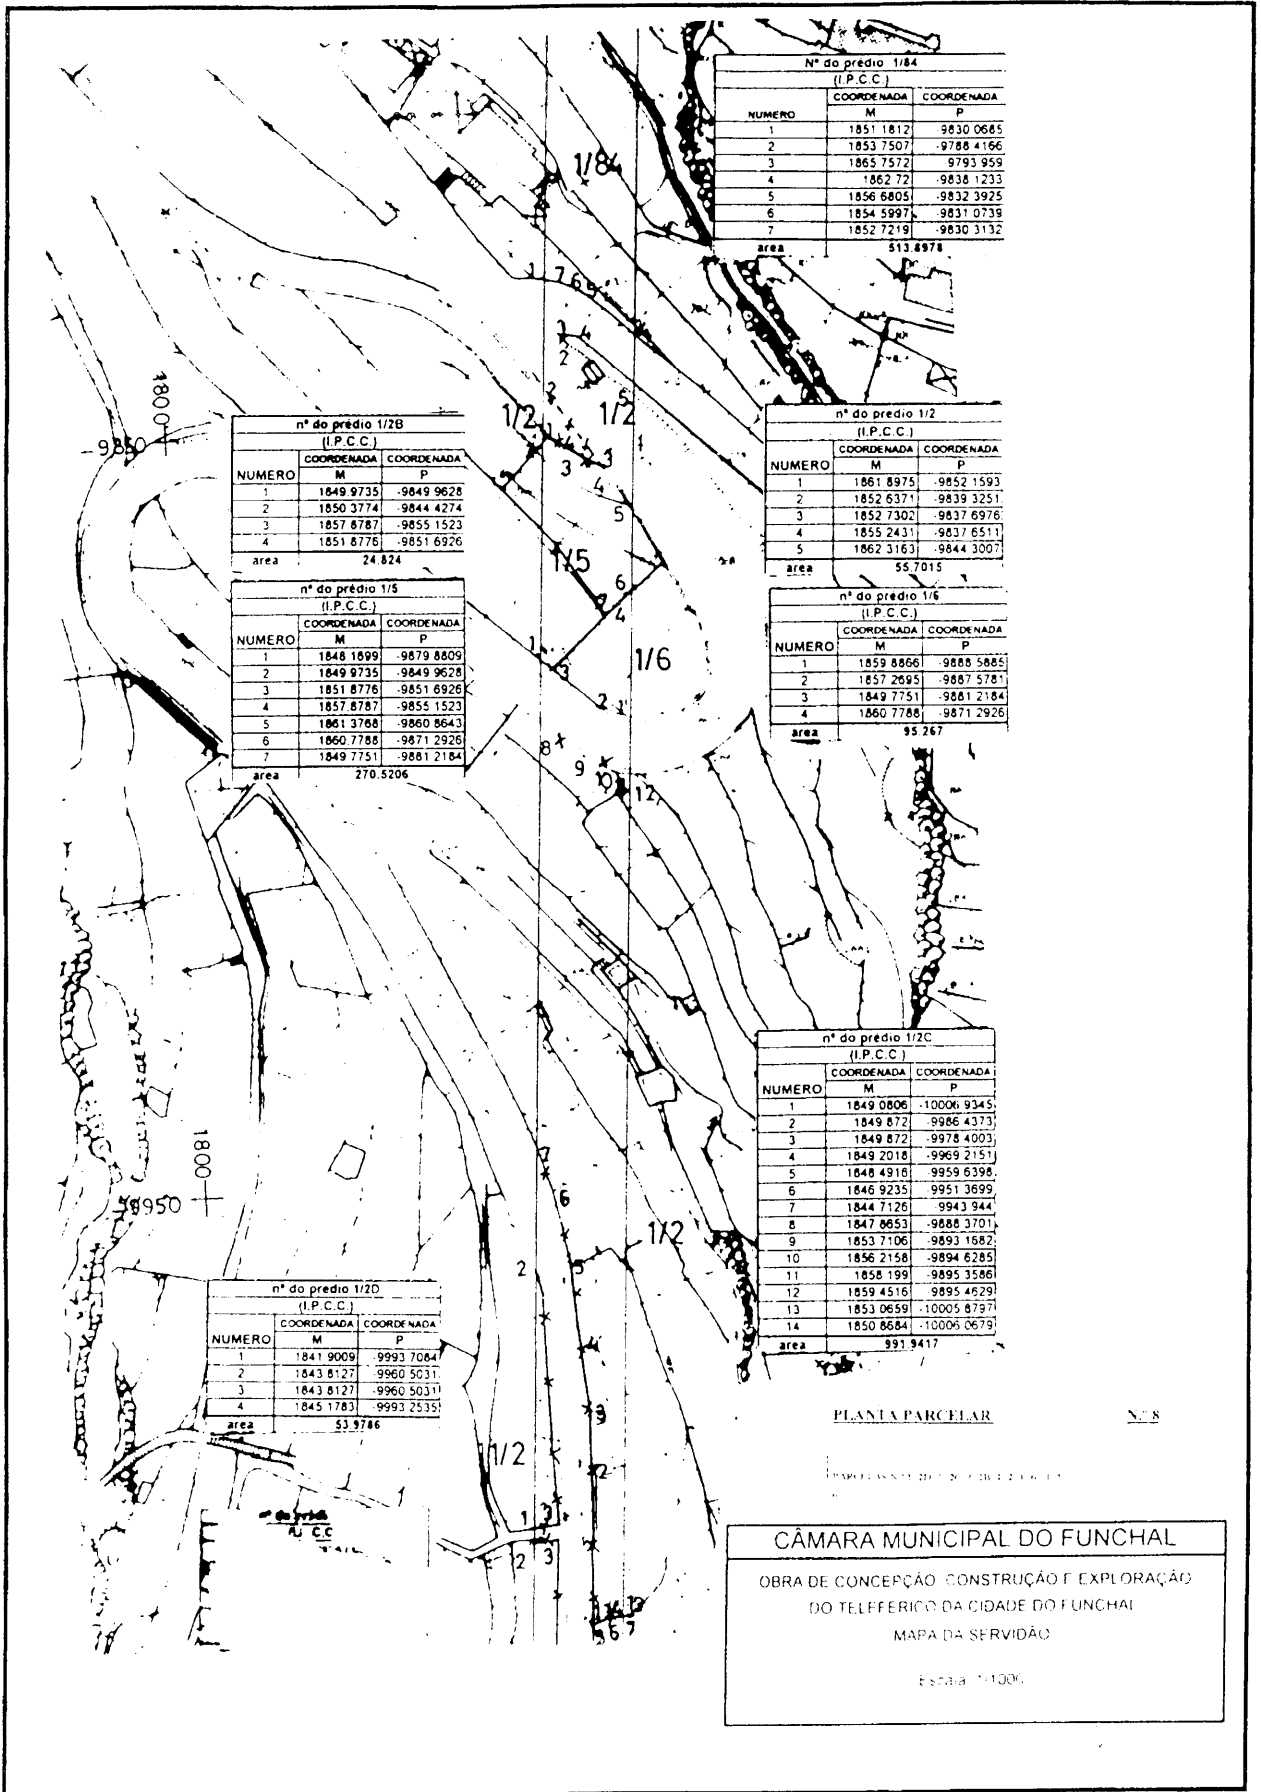 Nº do prédio 1/84
(I.P.C.C.)
NUMERO COORDENADA M COORDENADA P
1 1851 1812 -9830 0685
2 1853 7507 -9788 4166
3 1865 7572 9793 959
4 1862 72 -9838 1233
5 1856 6805 -9832 3925
6 1854 5997 -9831 0739
7 1852 7219 -9830 3132
area 513.8978
1/84
1 7 6 5
3 4
2
5
1/2 1/2
1800
-9850
nº do prédio 1/2B
(I.P.C.C.)
NUMERO COORDENADA M COORDENADA P
1 1849.9735 -9849 9628
2 1850 3774 -9844 4274
3 1857 8787 -9855 1523
4 1851 8776 -9851 6926
area 24.824
nº do predio 1/2
(I.P.C.C.)
NUMERO COORDENADA M COORDENADA P
1 1861 8975 -9852 1593
2 1852 6371 -9839 3251
3 1852 7302 -9837 6976
4 1855 2431 -9837 6511
5 1862 3163 -9844 3007
area 55.7015
nº do prédio 1/5
(I.P.C.C.)
NUMERO COORDENADA M COORDENADA P
1 1848 1899 -9879 8809
2 1849 9735 -9849 9628
3 1851 8776 -9851 6926
4 1857.8787 -9855 1523
5 1861 3768 -9860 8643
6 1860.7788 -9871 2926
7 1849 7751 -9881 2184
area 270.5206
nº do prédio 1/6
(I.P.C.C.)
NUMERO COORDENADA M COORDENADA P
1 1859 8866 -9888 5885
2 1857 2695 -9887 5781
3 1849 7751 -9881 2184
4 1860 7788 -9871 2926
area 95.267
1/5
1/6
8
9
10 12
nº do prédio 1/2C
(I.P.C.C.)
NUMERO COORDENADA M COORDENADA P
1 1849 0806 -10006 9345
2 1849 872 -9986 4373
3 1849 872 -9978 4003
4 1849 2018 -9969 2151
5 1848 4916 -9959 6398
6 1846 9235 -9951 3699
7 1844 7126 -9943 944
8 1847 8653 -9888 3701
9 1853 7106 -9893 1682
10 1856 2158 -9894 6285
11 1858 199 -9895 3586
12 1859 4516 -9895 4629
13 1853 0659 -10005 8797
14 1850 8684 -10006 0679
area 991.9417
1800
1/2
nº do predio 1/2D
(I.P.C.C.)
NUMERO COORDENADA M COORDENADA P
1 1841 9009 -9993 7084
2 1843 8127 -9960 5031
3 1843 8127 -9960 5031
4 1845 1783 -9993 2535
area 53.9786
1/2
PLANTA PARCELAR Nº 8
CÂMARA MUNICIPAL DO FUNCHAL
OBRA DE CONCEPÇÃO CONSTRUÇÃO E EXPLORAÇÃO
DO TELEFERICO DA CIDADE DO FUNCHAL
MAPA DA SERVIDÃO
Escala 1/1000